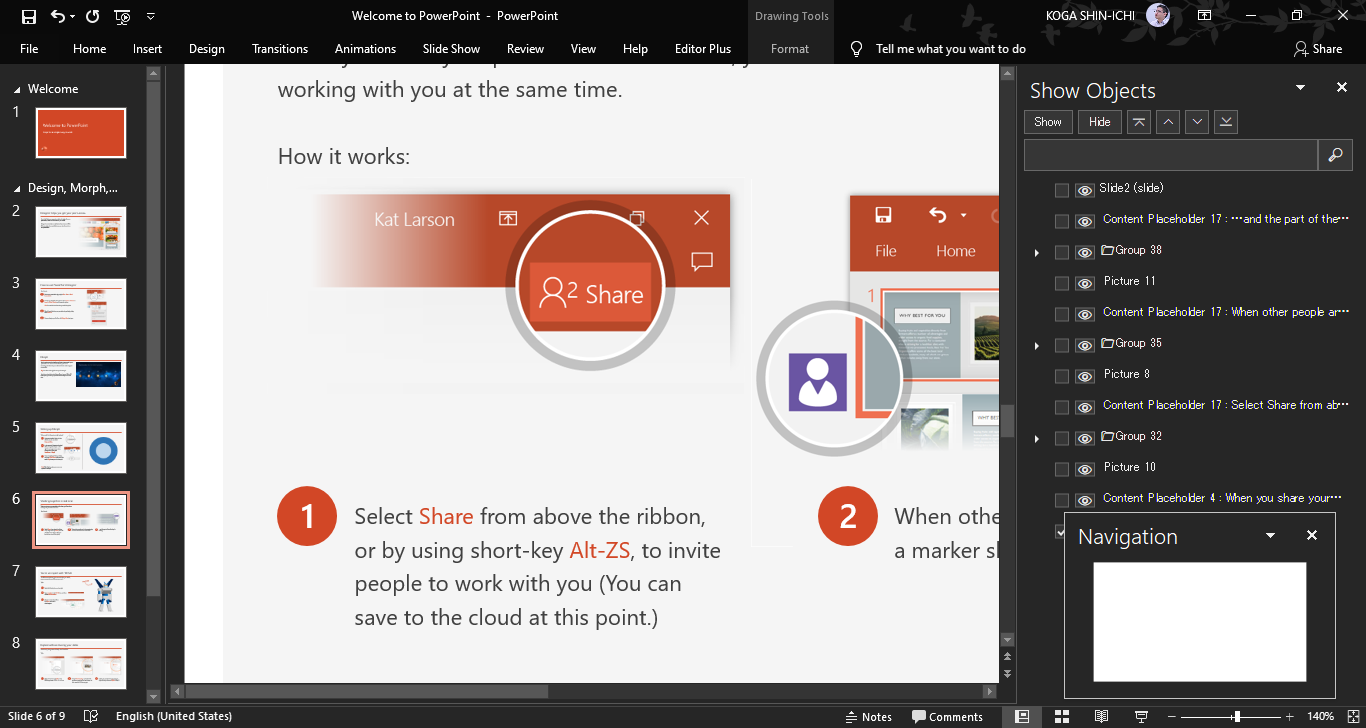 Welcome to PowerPoint - PowerPoint
Drawing Tools
KOGA SHIN-ICHI
File
Home
Insert
Design
Transitions
Animations
Slide Show
Review
View
Help
Editor Plus
Format
Tell me what you want to do
Share
Welcome
1
Welcome to PowerPoint
Design, Morph,...
2
3
4
5
6
7
8
working with you at the same time.
How it works:
Kat Larson
Share
File
Home
1
WHY BEST FOR YOU
1
Select Share from above the ribbon,
or by using short-key Alt-ZS, to invite
people to work with you (You can
save to the cloud at this point.)
2
When othe
a marker sl
Show Objects
Show
Hide
Slide2 (slide)
Content Placeholder 17 : …and the part of the…
Group 38
Picture 11
Content Placeholder 17 : When other people ar…
Group 35
Picture 8
Content Placeholder 17 : Select Share from ab…
Group 32
Picture 10
Content Placeholder 4 : When you share your…
Navigation
Slide 6 of 9
English (United States)
Notes
Comments
140%